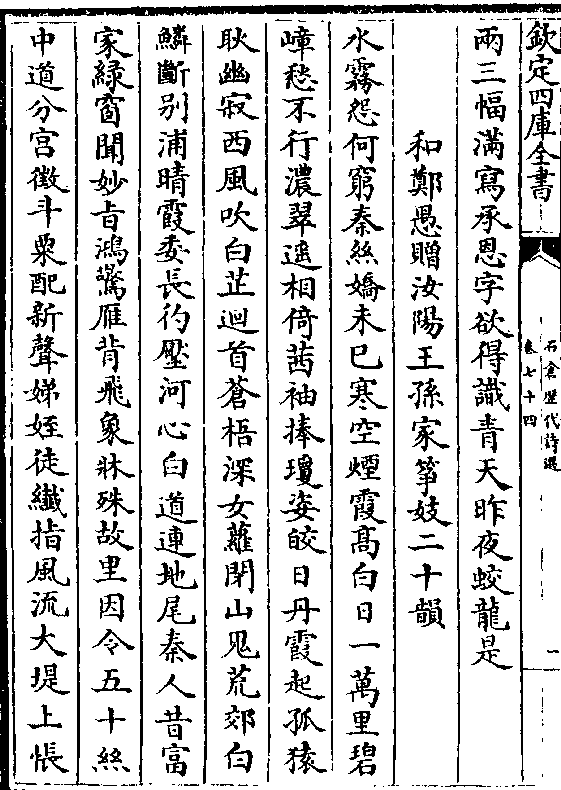 欽定四庫全書
石倉歴代詩選
卷七十四
一
兩三幅滿寫承恩字欲得識青天昨夜蛟龍是
和鄭愚贈汝陽王孫家筝妓二十韻
水霧怨何窮秦絲嬌未已寒空煙霞髙白日一萬里碧
嶂愁不行濃翠遥相倚茜袖捧瓊姿皎日丹霞起孤猿
耿幽寂西風吹白芷迴首蒼梧深女蘿閉山鬼荒郊白
鱗斷别浦晴霞委長彴壓河心白道連地尾秦人昔富
家緑窗聞妙㫖鴻驚雁背飛象牀殊故里因令五十絲
中道分宫徵斗粟配新聲娣姪徒纖指風流大堤上悵